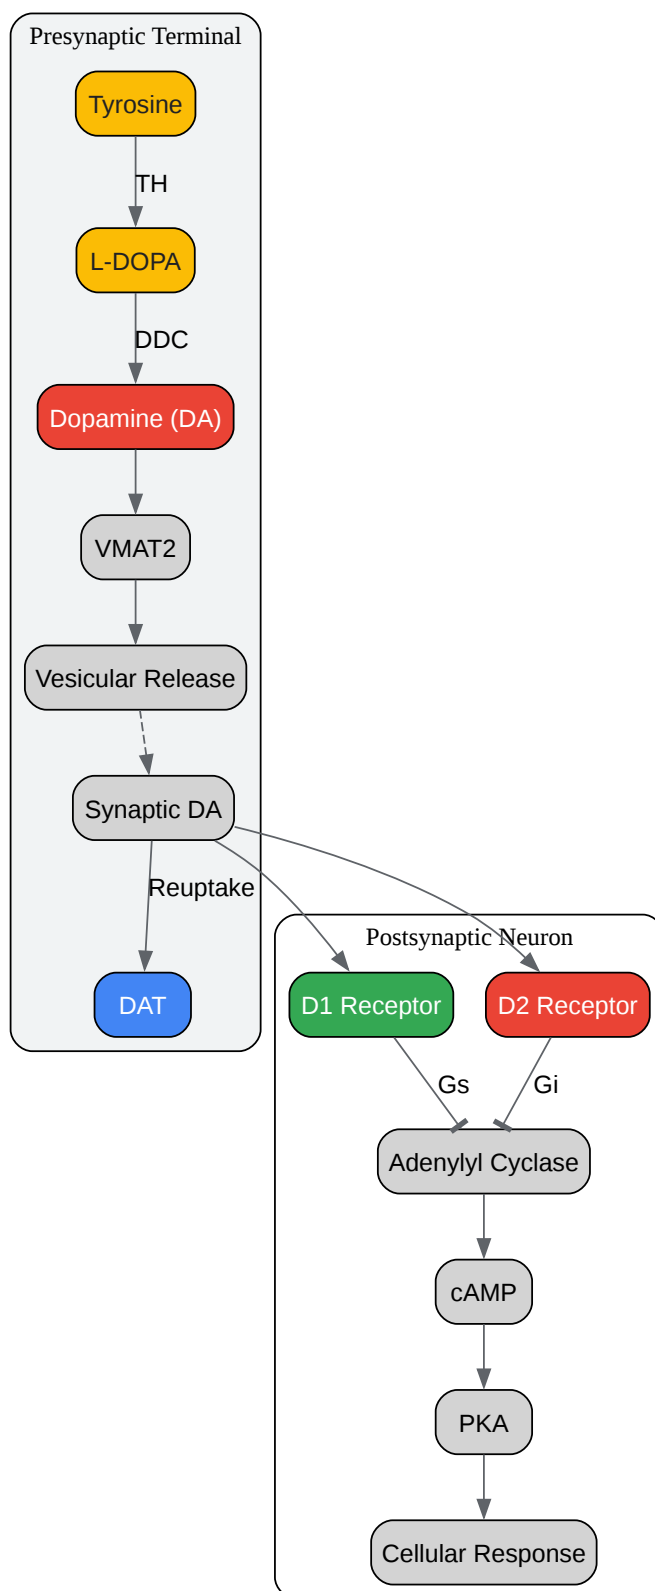 Presynaptic Terminal
Tyrosine
TH
L-DOPA
DDC
Dopamine (DA)
VMAT2
Vesicular Release
Synaptic DA
Reuptake
DAT
Postsynaptic Neuron
D1 Receptor
D2 Receptor
Gs
Gi
Adenylyl Cyclase
cAMP
PKA
Cellular Response